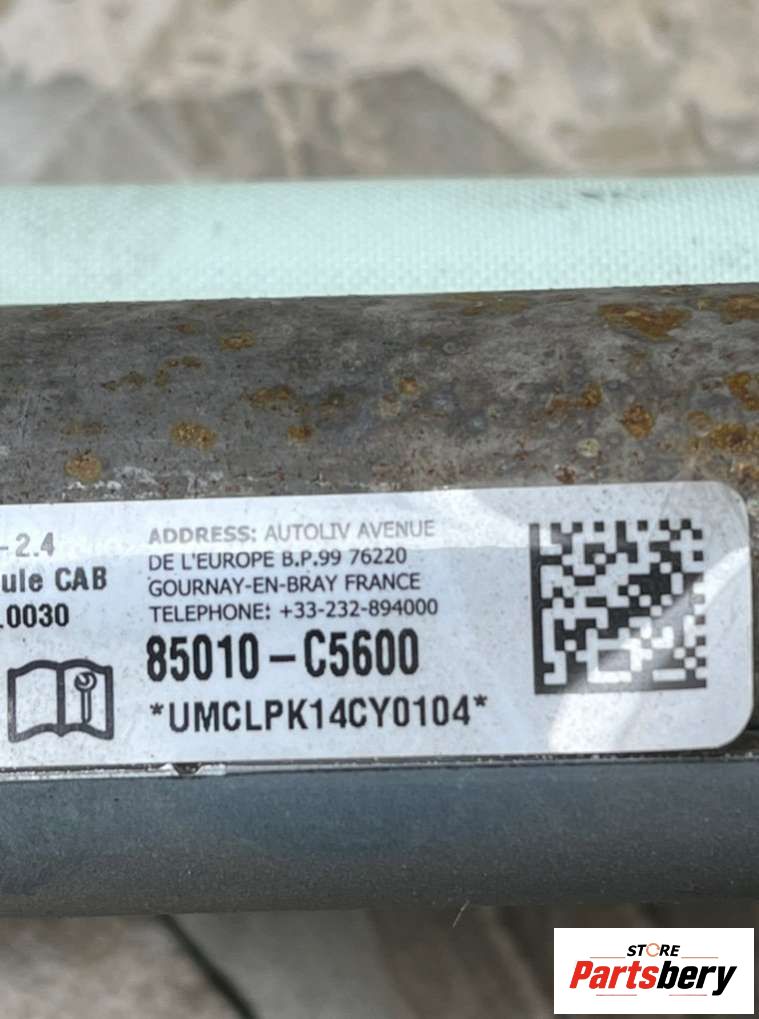 -2.4
ule CAB
.0030
ADDRESS: AUTOLIV AVENUE
DE L'EUROPE B.P.99 76220
GOURNAY-EN-BRAY FRANCE
TELEPHONE: +33-232-894000
85010-C5600
*UMCLPK14CY0104*
STORE
Partsbery